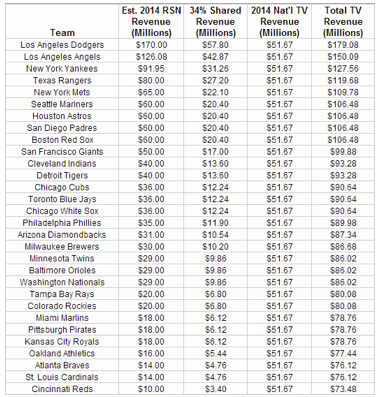 Team Est. 2014 RSN Revenue (Millions) 34% Shared Revenue (Millions) 2014 Nat'l TV Revenue (Millions) Total TV Revenue (Millions)
Los Angeles Dodgers $170.00 $57.80 $51.67 $179.08
Los Angeles Angels $126.08 $42.87 $51.67 $150.09
New York Yankees $91.95 $31.26 $51.67 $127.56
Texas Rangers $80.00 $27.20 $51.67 $119.68
New York Mets $65.00 $22.10 $51.67 $109.78
Seattle Mariners $60.00 $20.40 $51.67 $106.48
Houston Astros $60.00 $20.40 $51.67 $106.48
San Diego Padres $60.00 $20.40 $51.67 $106.48
Boston Red Sox $60.00 $20.40 $51.67 $106.48
San Francisco Giants $50.00 $17.00 $51.67 $99.88
Cleveland Indians $40.00 $13.60 $51.67 $93.28
Detroit Tigers $40.00 $13.60 $51.67 $93.28
Chicago Cubs $36.00 $12.24 $51.67 $90.64
Toronto Blue Jays $36.00 $12.24 $51.67 $90.64
Chicago White Sox $36.00 $12.24 $51.67 $90.64
Philadelphia Phillies $35.00 $11.90 $51.67 $89.98
Arizona Diamondbacks $31.00 $10.54 $51.67 $87.34
Milwaukee Brewers $30.00 $10.20 $51.67 $86.68
Minnesota Twins $29.00 $9.86 $51.67 $86.02
Baltimore Orioles $29.00 $9.86 $51.67 $86.02
Washington Nationals $29.00 $9.86 $51.67 $86.02
Tampa Bay Rays $20.00 $6.80 $51.67 $80.08
Colorado Rockies $20.00 $6.80 $51.67 $80.08
Miami Marlins $18.00 $6.12 $51.67 $78.76
Pittsburgh Pirates $18.00 $6.12 $51.67 $78.76
Kansas City Royals $18.00 $6.12 $51.67 $78.76
Oakland Athletics $16.00 $5.44 $51.67 $77.44
Atlanta Braves $14.00 $4.76 $51.67 $76.12
St. Louis Cardinals $14.00 $4.76 $51.67 $76.12
Cincinnati Reds $10.00 $3.40 $51.67 $73.48